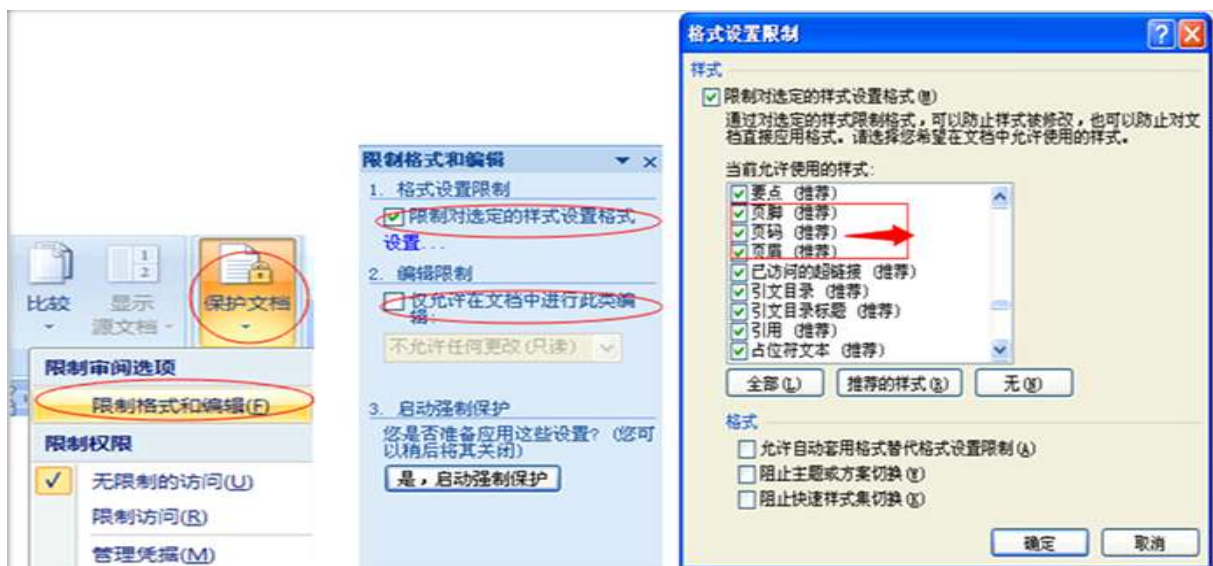 比较
显示
源文档
保护文档
限制审阅选项
限制格式和编辑(F)
限制权限
无限制的访问(U)
限制访问(R)
管理凭据(M)
限制格式和编辑
1. 格式设置限制
限制对选定的样式设置格式
设置...
2. 编辑限制
仅允许在文档中进行此类编
辑:
不允许任何更改(只读)
3. 启动强制保护
您是否准备应用这些设置? (您可
以稍后将其关闭)
是，启动强制保护
格式设置限制
样式
限制对选定的样式设置格式(M)
通过对选定的样式限制格式，可以防止样式被修改，也可以防止对文
档直接应用格式。请选择您希望在文档中允许使用的样式。
当前允许使用的样式:
要点 (推荐)
页脚 (推荐)
页码 (推荐)
页眉 (推荐)
已访问的超链接 (推荐)
引文目录 (推荐)
引文目录标题 (推荐)
引用 (推荐)
占位符文本 (推荐)
全部(L)
推荐的样式(R)
无(N)
格式
允许自动套用格式替代格式设置限制(A)
阻止主题或方案切换(W)
阻止快速样式集切换(K)
确定
取消